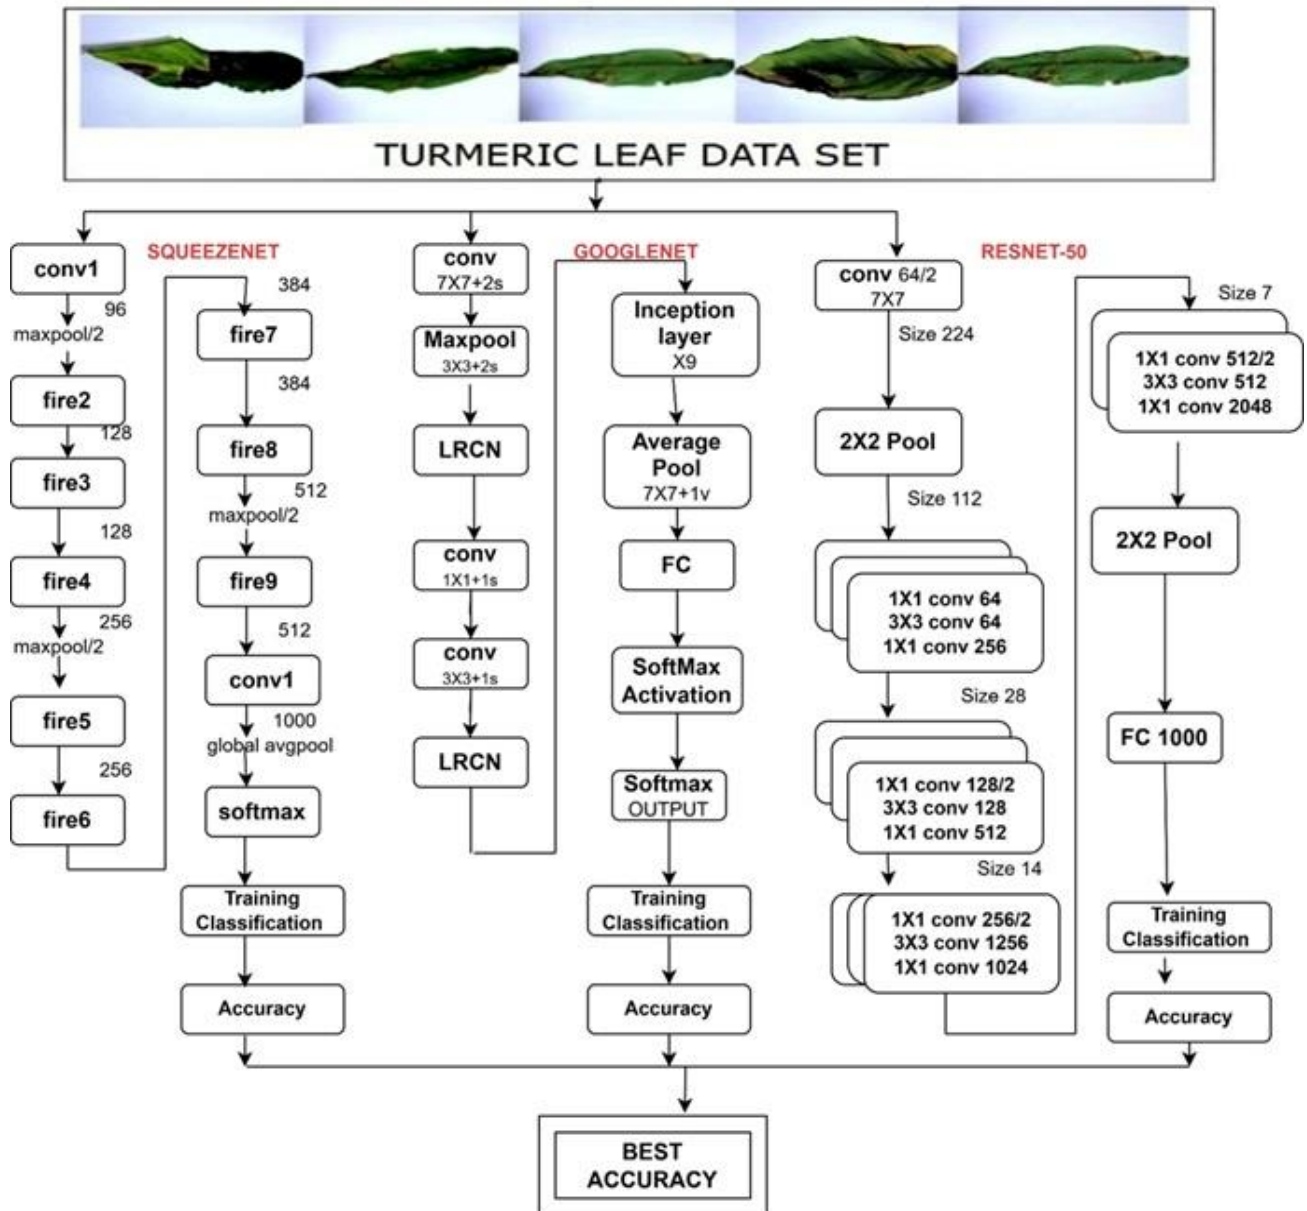 TURMERIC LEAF DATA SET
SQUEEZENET
conv1
96
maxpool/2
fire2
128
fire3
128
fire4
256
maxpool/2
fire5
256
fire6
384
fire7
384
fire8
512
maxpool/2
fire9
512
conv1
1000
global avgpool
softmax
Training
Classification
Accuracy
GOOGLENET
conv
7X7+2s
Maxpool
3X3+2s
LRCN
conv
1X1+1s
conv
3X3+1s
LRCN
Inception
layer
X9
Average
Pool
7X7+1v
FC
SoftMax
Activation
Softmax
OUTPUT
Training
Classification
Accuracy
RESNET-50
conv 64/2
7X7
Size 224
2X2 Pool
Size 112
1X1 conv 64
3X3 conv 64
1X1 conv 256
Size 28
1X1 conv 128/2
3X3 conv 128
1X1 conv 512
Size 14
1X1 conv 256/2
3X3 conv 1256
1X1 conv 1024
Size 7
1X1 conv 512/2
3X3 conv 512
1X1 conv 2048
2X2 Pool
FC 1000
Training
Classification
Accuracy
BEST
ACCURACY